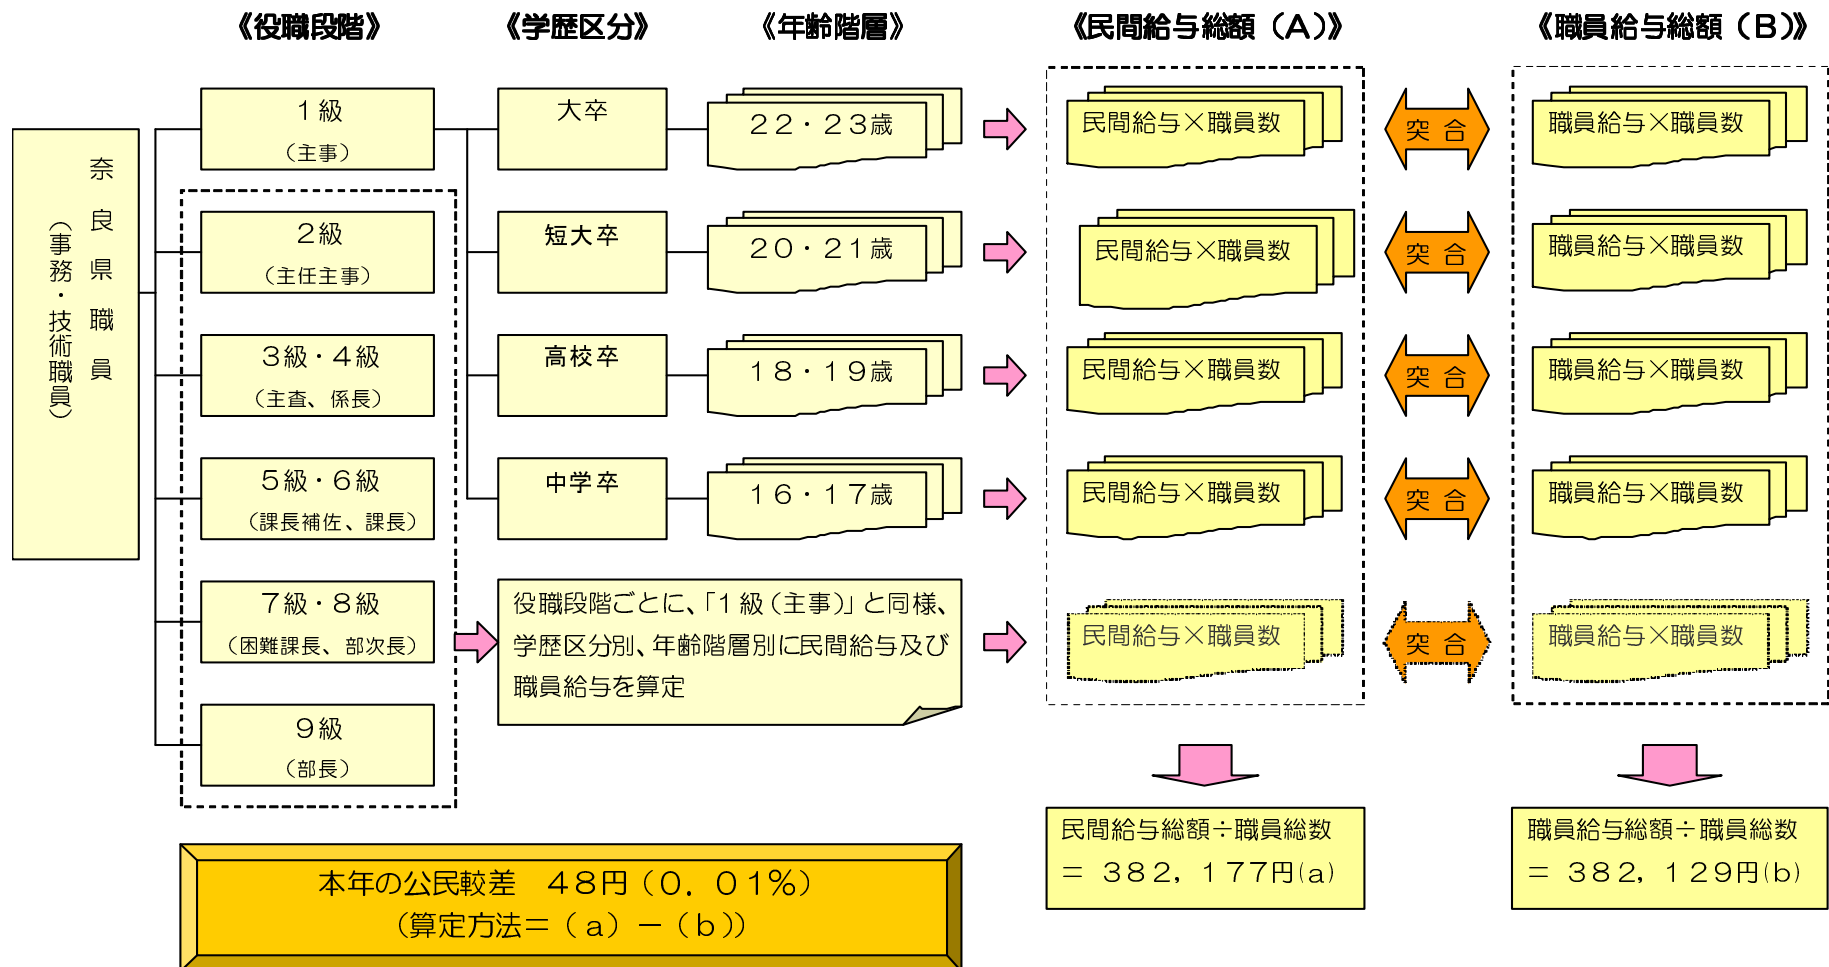 《役職段階》
《学歴区分》
《年齢階層》
《民間給与総額（A）》
《職員給与総額（B）》
奈良県職員
（事務・技術職員）
1級
（主事）
2級
（主任主事）
3級・4級
（主査、係長）
5級・6級
（課長補佐、課長）
7級・8級
（困難課長、部次長）
9級
（部長）
大卒
22・23歳
民間給与×職員数
突合
職員給与×職員数
短大卒
20・21歳
民間給与×職員数
突合
職員給与×職員数
高校卒
18・19歳
民間給与×職員数
突合
職員給与×職員数
中学卒
16・17歳
民間給与×職員数
突合
職員給与×職員数
役職段階ごとに、「1級（主事）」と同様、
学歴区分別、年齢階層別に民間給与及び
職員給与を算定
民間給与×職員数
突合
職員給与×職員数
民間給与総額÷職員総数
＝ 382，177円(a)
職員給与総額÷職員総数
＝ 382，129円(b)
本年の公民較差　48円（0．01％）
（算定方法＝（a）－（b））